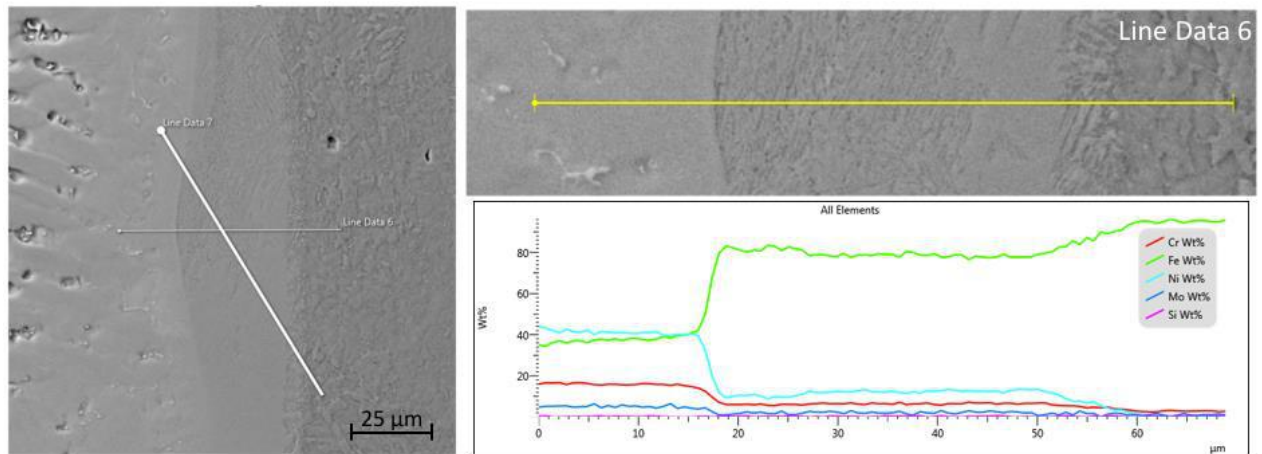 Line Data 7
Line Data 6
25 µm
Line Data 6
All Elements
Wt%
80
60
40
20
Cr Wt%
Fe Wt%
Ni Wt%
Mo Wt%
Si Wt%
0 10 20 30 40 50 60
µm